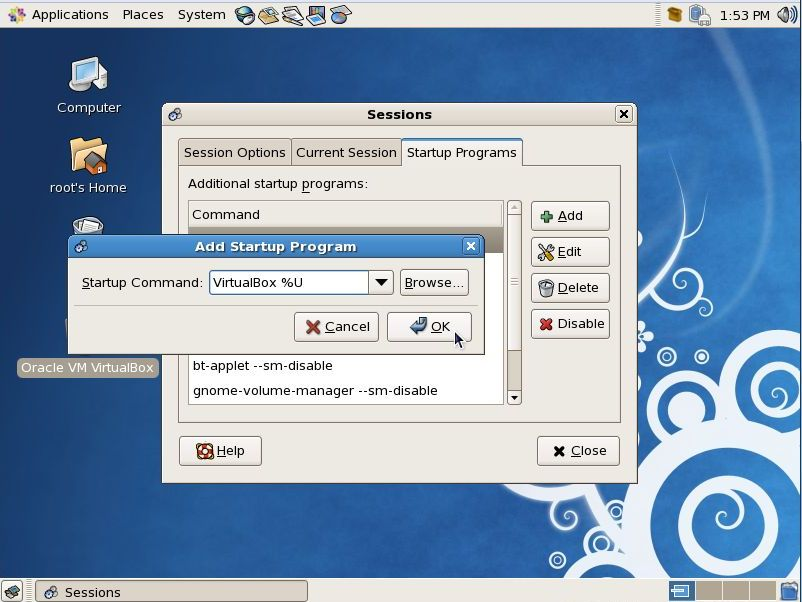 Applications Places System 1:53 PM
Computer
root's Home
Sessions
Session Options Current Session Startup Programs
Additional startup programs:
Command
Add
Edit
Delete
Disable
Add Startup Program
Startup Command: VirtualBox %U Browse...
Cancel OK
Oracle VM VirtualBox
bt-applet --sm-disable
gnome-volume-manager --sm-disable
Help Close
Sessions